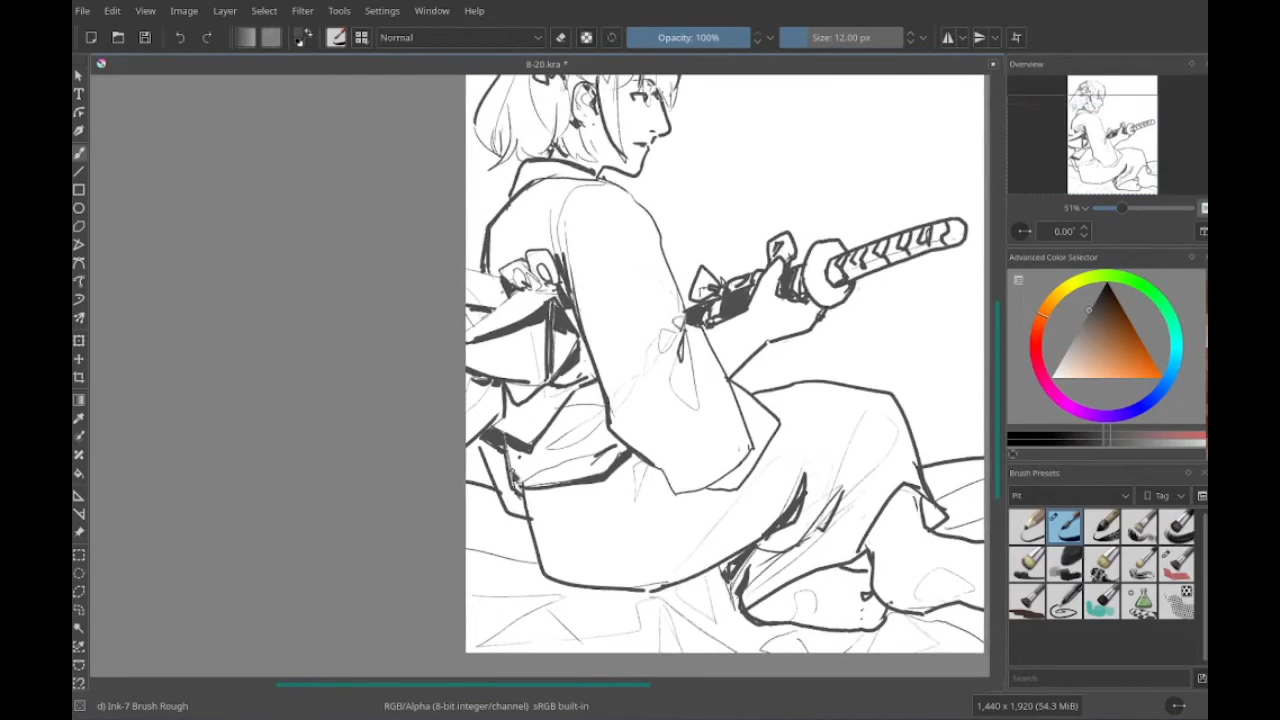 File Edit View Image Layer Select Filter Tools Settings Window Help
Normal
Opacity: 100%
Size: 12.00 px
8-20.kra *
Overview
51%
0.00°
Advanced Color Selector
Brush Presets
Pit
Tag
Search
d) Ink-7 Brush Rough
RGB/Alpha (8-bit integer/channel) sRGB built-in
1,440 x 1,920 (54.3 MiB)